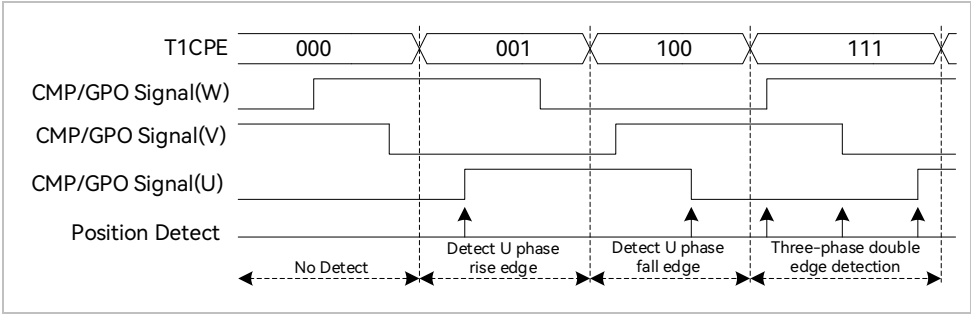 T1CPE 000 001 100 111
CMP/GPO Signal(W)
CMP/GPO Signal(V)
CMP/GPO Signal(U)
Position Detect
No Detect
Detect U phase
rise edge
Detect U phase
fall edge
Three-phase double
edge detection